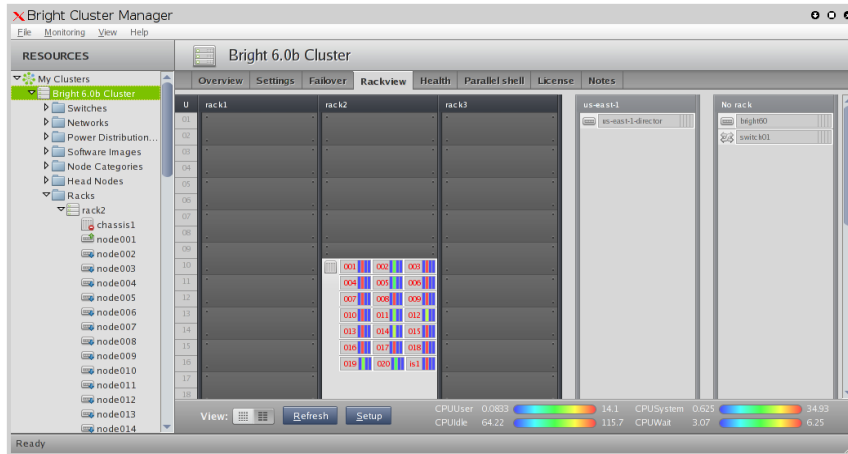 Bright Cluster Manager
File Monitoring View Help
RESOURCES
Bright 6.0b Cluster
My Clusters
Bright 6.0b Cluster
Switches
Networks
Power Distribution...
Software Images
Node Categories
Head Nodes
Racks
rack2
chassis1
node001
node002
node003
node004
node005
node006
node007
node008
node009
node010
node011
node012
node013
node014
Overview Settings Failover Rackview Health Parallel shell License Notes
U rack1 rack2 rack3 us-east-1 No rack
01 us-east-1-director bright60
02 switch01
03
04
05
06
07
08
09
10 001 002 003
11 004 005 006
12 007 008 009
13 010 011 012
14 013 014 015
15 016 017 018
16 019 020 is1
17
18
View: Refresh Setup
CPUUser 0.0833 14.1 CPUSystem 0.625 34.93
CPUIdle 64.22 115.7 CPUWait 3.07 6.25
Ready